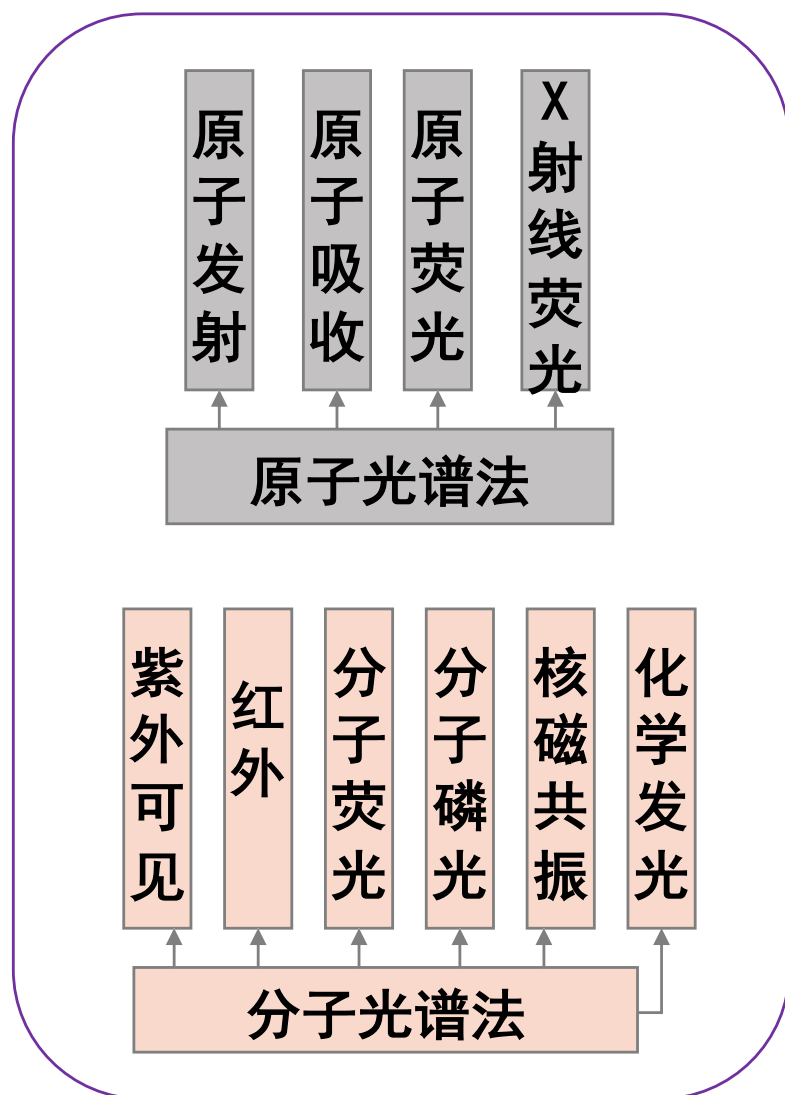 原子发射
原子吸收
原子荧光
X射线荧光
原子光谱法
紫外可见
红外
分子荧光
分子磷光
核磁共振
化学发光
分子光谱法